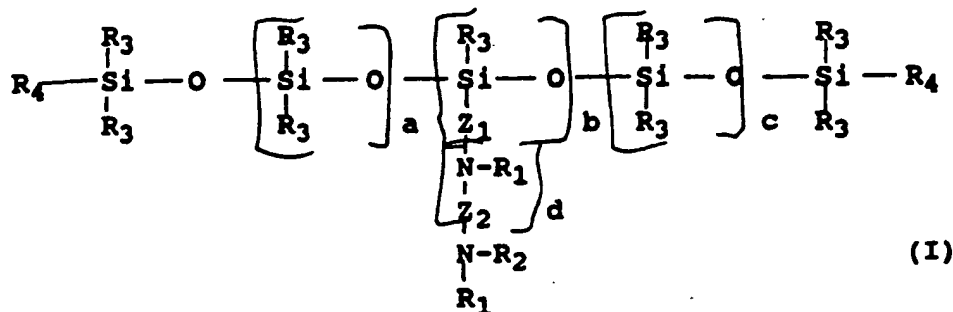 R3 R3 R3 R3 R3
R4 Si O Si O Si O Si O Si R4
R3 R3 Z1 R3 R3
a b c
N-R1
Z2 d
N-R2
(I)
R1